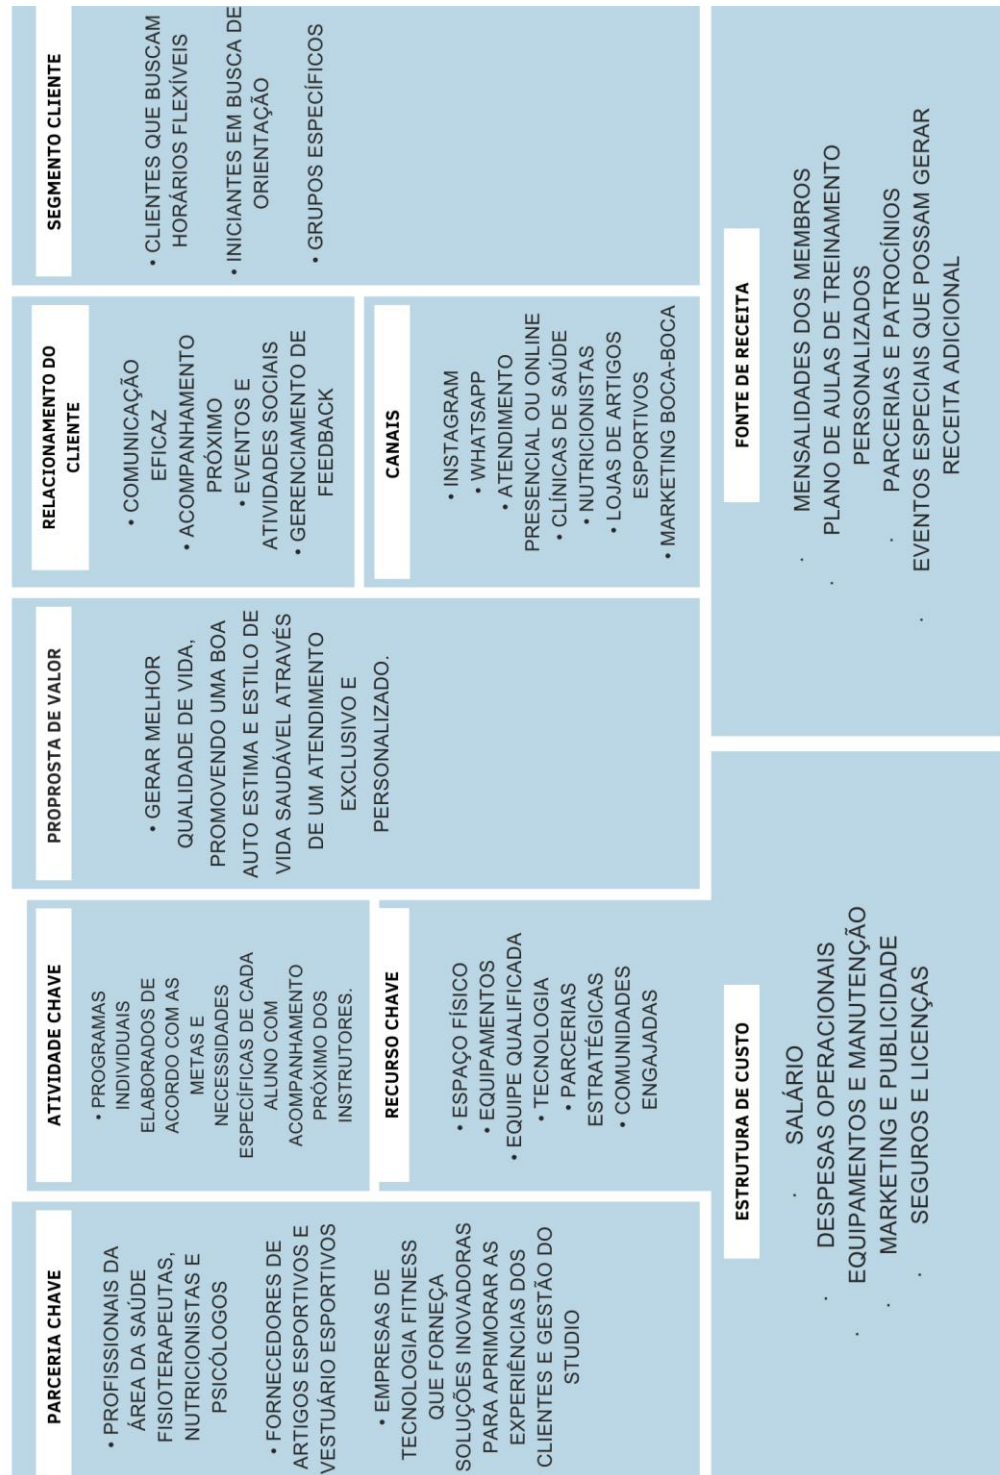 PARCERIA CHAVE
• PROFISSIONAIS DA
ÁREA DA SAÚDE
FISIOTERAPEUTAS,
NUTRICIONISTAS E
PSICÓLOGOS
• FORNECEDORES DE
ARTIGOS ESPORTIVOS E
VESTUÁRIO ESPORTIVOS
• EMPRESAS DE
TECNOLOGIA FITNESS
QUE FORNEÇA
SOLUÇÕES INOVADORAS
PARA APRIMORAR AS
EXPERIÊNCIAS DOS
CLIENTES E GESTÃO DO
STUDIO
ATIVIDADE CHAVE
• PROGRAMAS
INDIVIDUAIS
ELABORADOS DE
ACORDO COM AS
METAS E
NECESSIDADES
ESPECÍFICAS DE CADA
ALUNO COM
ACOMPANHAMENTO
PRÓXIMO DOS
INSTRUTORES.
RECURSO CHAVE
• ESPAÇO FÍSICO
• EQUIPAMENTOS
• EQUIPE QUALIFICADA
• TECNOLOGIA
• PARCERIAS
ESTRATÉGICAS
• COMUNIDADES
ENGAJADAS
PROPROSTA DE VALOR
• GERAR MELHOR
QUALIDADE DE VIDA,
PROMOVENDO UMA BOA
AUTO ESTIMA E ESTILO DE
VIDA SAUDÁVEL ATRAVÉS
DE UM ATENDIMENTO
EXCLUSIVO E
PERSONALIZADO.
RELACIONAMENTO DO
CLIENTE
• COMUNICAÇÃO
EFICAZ
• ACOMPANHAMENTO
PRÓXIMO
• EVENTOS E
ATIVIDADES SOCIAIS
• GERENCIAMENTO DE
FEEDBACK
CANAIS
• INSTAGRAM
• WHATSAPP
• ATENDIMENTO
PRESENCIAL OU ONLINE
• CLÍNICAS DE SAÚDE
• NUTRICIONISTAS
• LOJAS DE ARTIGOS
ESPORTIVOS
• MARKETING BOCA-BOCA
SEGMENTO CLIENTE
• CLIENTES QUE BUSCAM
HORÁRIOS FLEXÍVEIS
• INICIANTES EM BUSCA DE
ORIENTAÇÃO
• GRUPOS ESPECÍFICOS
ESTRUTURA DE CUSTO
· SALÁRIO
· DESPESAS OPERACIONAIS
· EQUIPAMENTOS E MANUTENÇÃO
· MARKETING E PUBLICIDADE
· SEGUROS E LICENÇAS
FONTE DE RECEITA
MENSALIDADES DOS MEMBROS
· PLANO DE AULAS DE TREINAMENTO
PERSONALIZADOS
· PARCERIAS E PATROCÍNIOS
· EVENTOS ESPECIAIS QUE POSSAM GERAR
RECEITA ADICIONAL